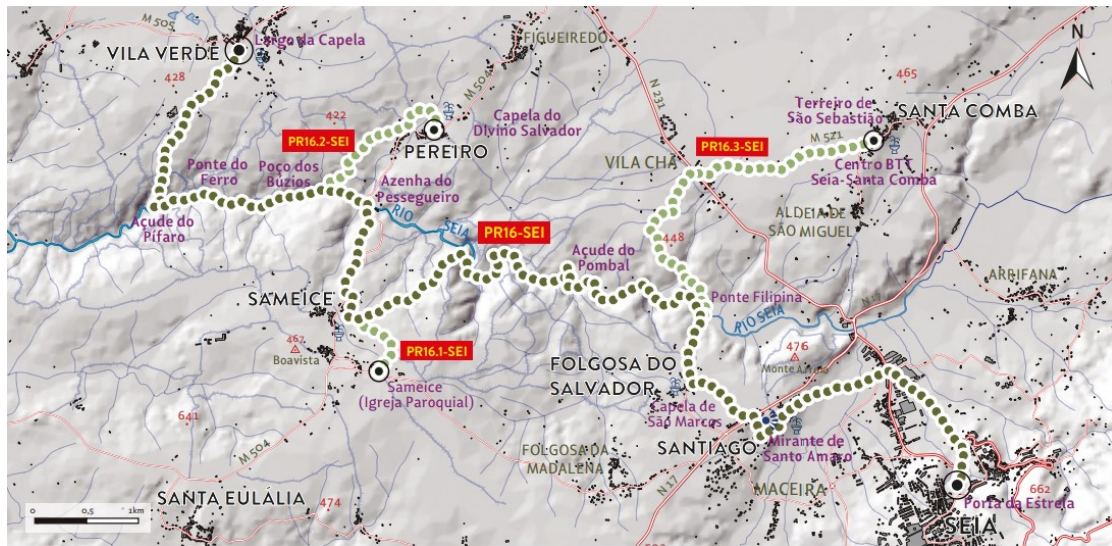 M 505
Largo da Capela
VILA VERDE
428
FIGUEIREDO
M 504
N 231
N
465
Terreiro de
São Sebastião
SANTA COMBA
M 521
422
PR16.2-SEI
Capela do
Divino Salvador
PEREIRO
PR16.3-SEI
VILA CHÃ
Centro BTT
Seia-Santa Comba
Ponte do
Ferro
Poço dos
Búzios
Azenha do
Pessegueiro
ALDEIA DE
SÃO MIGUEL
Açude do
Pífaro
RIO
SEIA
PR16-SEI
448
Açude do
Pombal
ARRIFANA
SAMEICE
Ponte Filipina
RIO SEIA
467
Boavista
PR16.1-SEI
476
FOLGOSA DO
SALVADOR
Sameice
(Igreja Paroquial)
Capela de
São Marcos
641
M 504
SANTIAGO
Mirante de
Santo Amaro
FOLGOSA DA
MADALENA
N 17
MACEIRA
SANTA EULÁLIA
474
662
Porta da Estrela
SEIA
0 0,5 1km